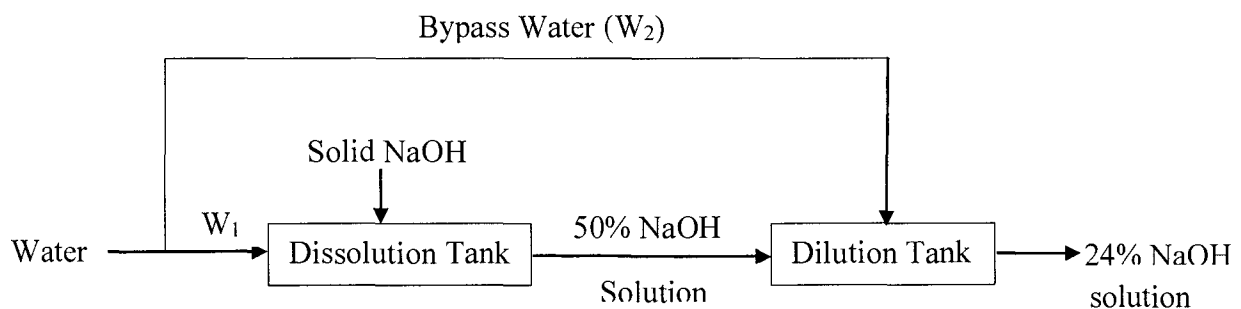 Bypass Water (W₂)
Solid NaOH
W₁
50% NaOH
Water
Dissolution Tank
Dilution Tank
24% NaOH
Solution
solution